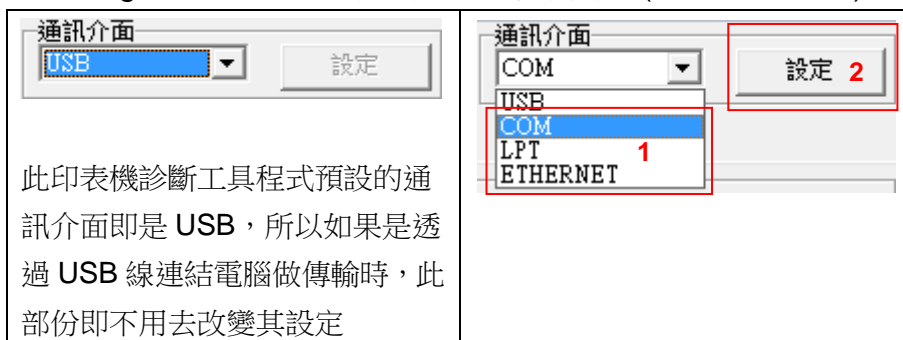 通訊介面
USB
設定
此印表機診斷工具程式預設的通
訊介面即是 USB，所以如果是透
過 USB 線連結電腦做傳輸時，此
部份即不用去改變其設定
通訊介面
COM
設定 2
USB
COM
LPT 1
ETHERNET